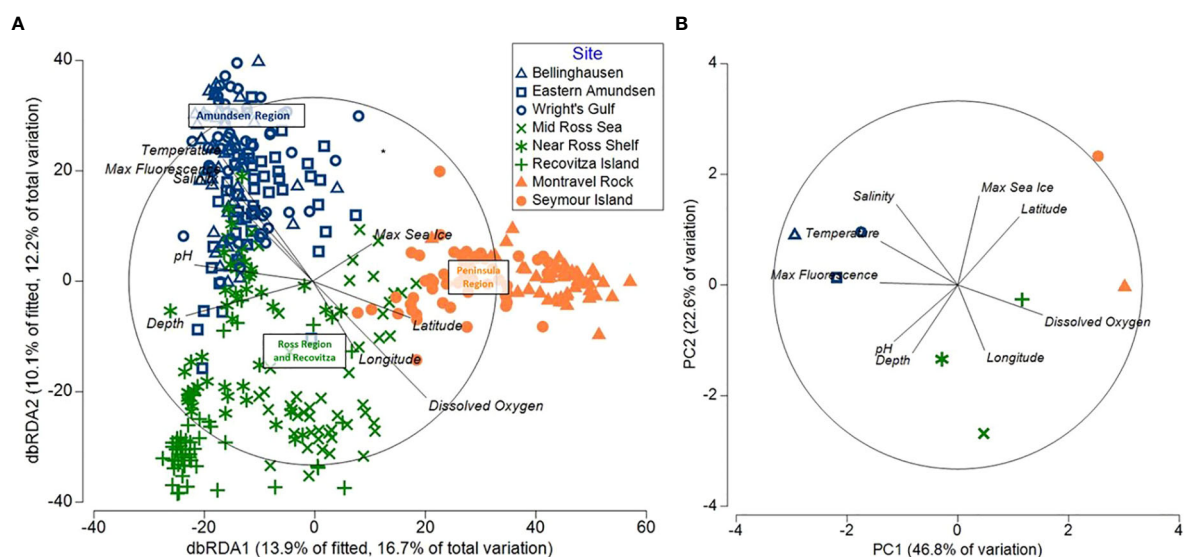 A
Site
Bellinghausen
Eastern Amundsen
Wright's Gulf
Mid Ross Sea
Near Ross Shelf
Recovitza Island
Montravel Rock
Seymour Island
40
20
0
-20
-40
dbRDA2 (10.1% of fitted, 12.2% of total variation)
Amundsen Region
Temperature
Max Fluorescence
Salinity
pH
Depth
Max Sea Ice
Peninsula
Region
Latitude
Ross Region
and Recovitza
Longitude
Dissolved Oxygen
-40 -20 0 20 40 60
dbRDA1 (13.9% of fitted, 16.7% of total variation)
B
4
2
0
-2
-4
PC2 (22.6% of variation)
Salinity
Max Sea Ice
Latitude
Temperature
Max Fluorescence
Dissolved Oxygen
pH
Depth
Longitude
-4 -2 0 2 4
PC1 (46.8% of variation)